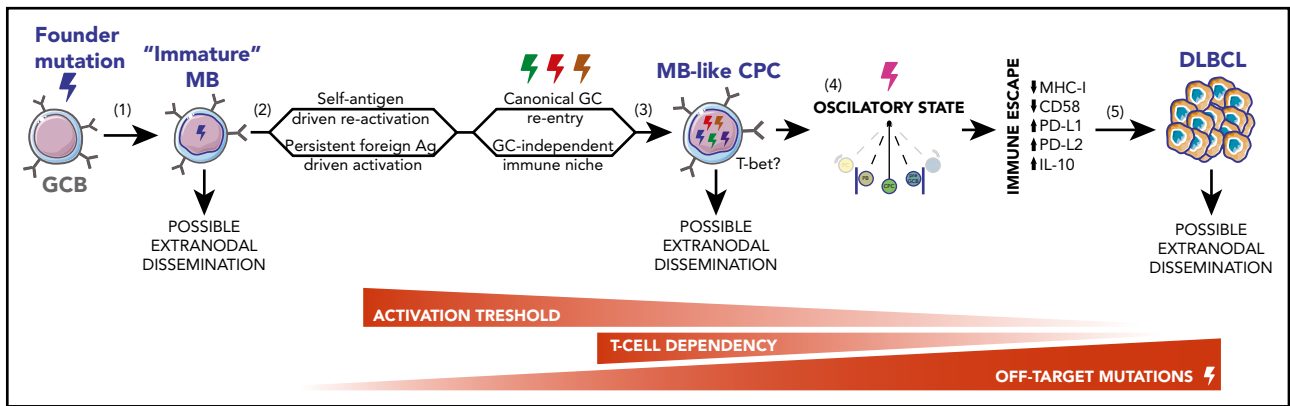 Founder
mutation
GCB
(1)
"Immature"
MB
POSSIBLE
EXTRANODAL
DISSEMINATION
(2)
Self-antigen
driven re-activation
Persistent foreign Ag
driven activation
Canonical GC
re-entry
GC-independent
immune niche
(3)
MB-like CPC
T-bet?
POSSIBLE
EXTRANODAL
DISSEMINATION
(4)
OSCILATORY STATE
PB
CPC
IMMUNE ESCAPE
MHC-I
CD58
PD-L1
PD-L2
IL-10
(5)
DLBCL
POSSIBLE
EXTRANODAL
DISSEMINATION
ACTIVATION TRESHOLD
T-CELL DEPENDENCY
OFF-TARGET MUTATIONS